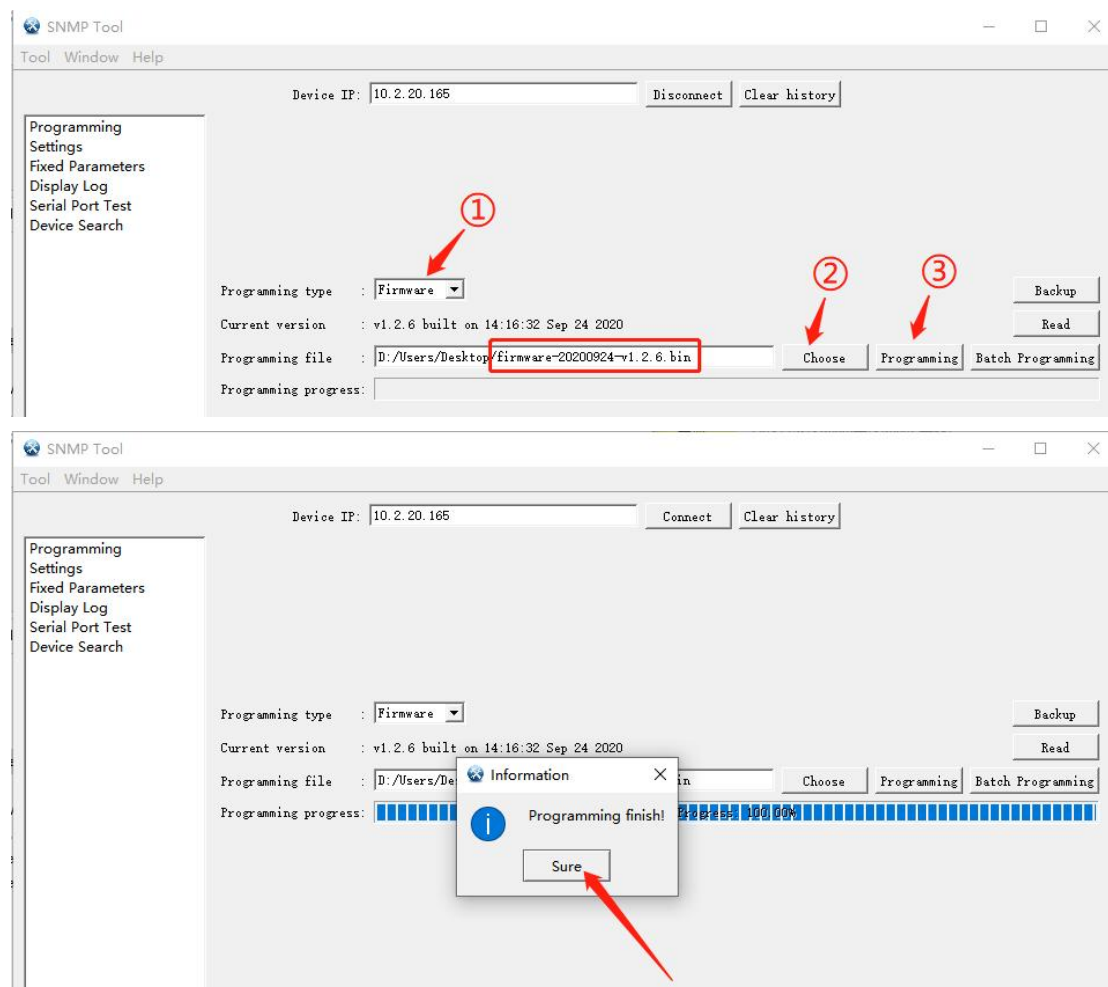 SNMP Tool
Tool Window Help
Device IP: 10.2.20.165 Disconnect Clear history
Programming
Settings
Fixed Parameters
Display Log
Serial Port Test
Device Search
①
② ③
Programming type : Firmware Backup
Current version : v1.2.6 built on 14:16:32 Sep 24 2020 Read
Programming file : D:/Users/Desktop/firmware-20200924-v1.2.6.bin Choose Programming Batch Programming
Programming progress:
SNMP Tool
Tool Window Help
Device IP: 10.2.20.165 Connect Clear history
Programming
Settings
Fixed Parameters
Display Log
Serial Port Test
Device Search
Programming type : Firmware Backup
Current version : v1.2.6 built on 14:16:32 Sep 24 2020 Read
Information
Programming file : D:/Users/De in Choose Programming Batch Programming
Programming progress: Progress: 100.00%
Programming finish!
Sure